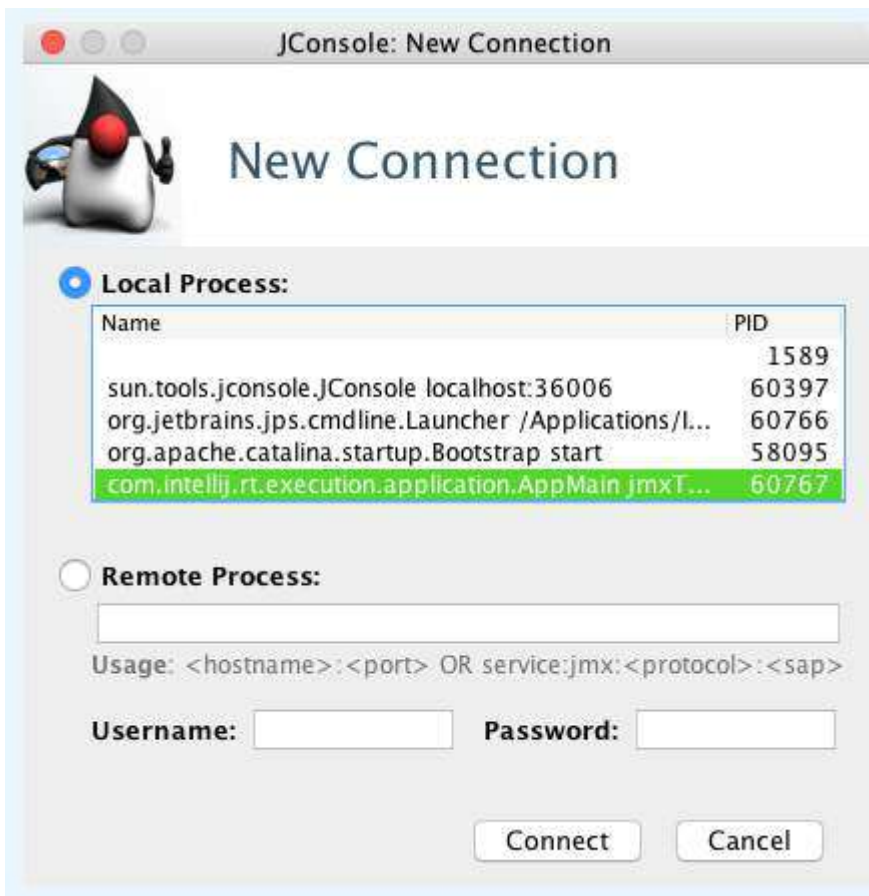 JConsole: New Connection
New Connection
Local Process:
Name PID
1589
sun.tools.jconsole.JConsole localhost:36006 60397
org.jetbrains.jps.cmdline.Launcher /Applications/I... 60766
org.apache.catalina.startup.Bootstrap start 58095
com.intellij.rt.execution.application.AppMain jmxT... 60767
Remote Process:
Usage: <hostname>:<port> OR service:jmx:<protocol>:<sap>
Username: Password:
Connect Cancel